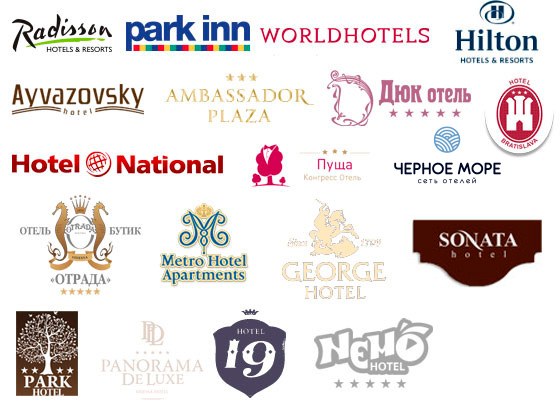 Radisson
HOTELS & RESORTS
park inn
WORLDHOTELS
Hilton
HOTELS & RESORTS
Ayvazovsky
hotel
AMBASSADOR
PLAZA
Дюк отель
HOTEL
BRATISLAVA
Hotel National
Пуща
Конгресс Отель
ЧЕРНОЕ МОРЕ
сеть отелей
ОТЕЛЬ
ОТРАДА
БУТИК
«ОТРАДА»
M
Metro Hotel
Apartments
GEORGE
HOTEL
SONATA
hotel
PARK
HOTEL
PANORAMA
DE LUXE
HOTEL
19
NEMO
HOTEL